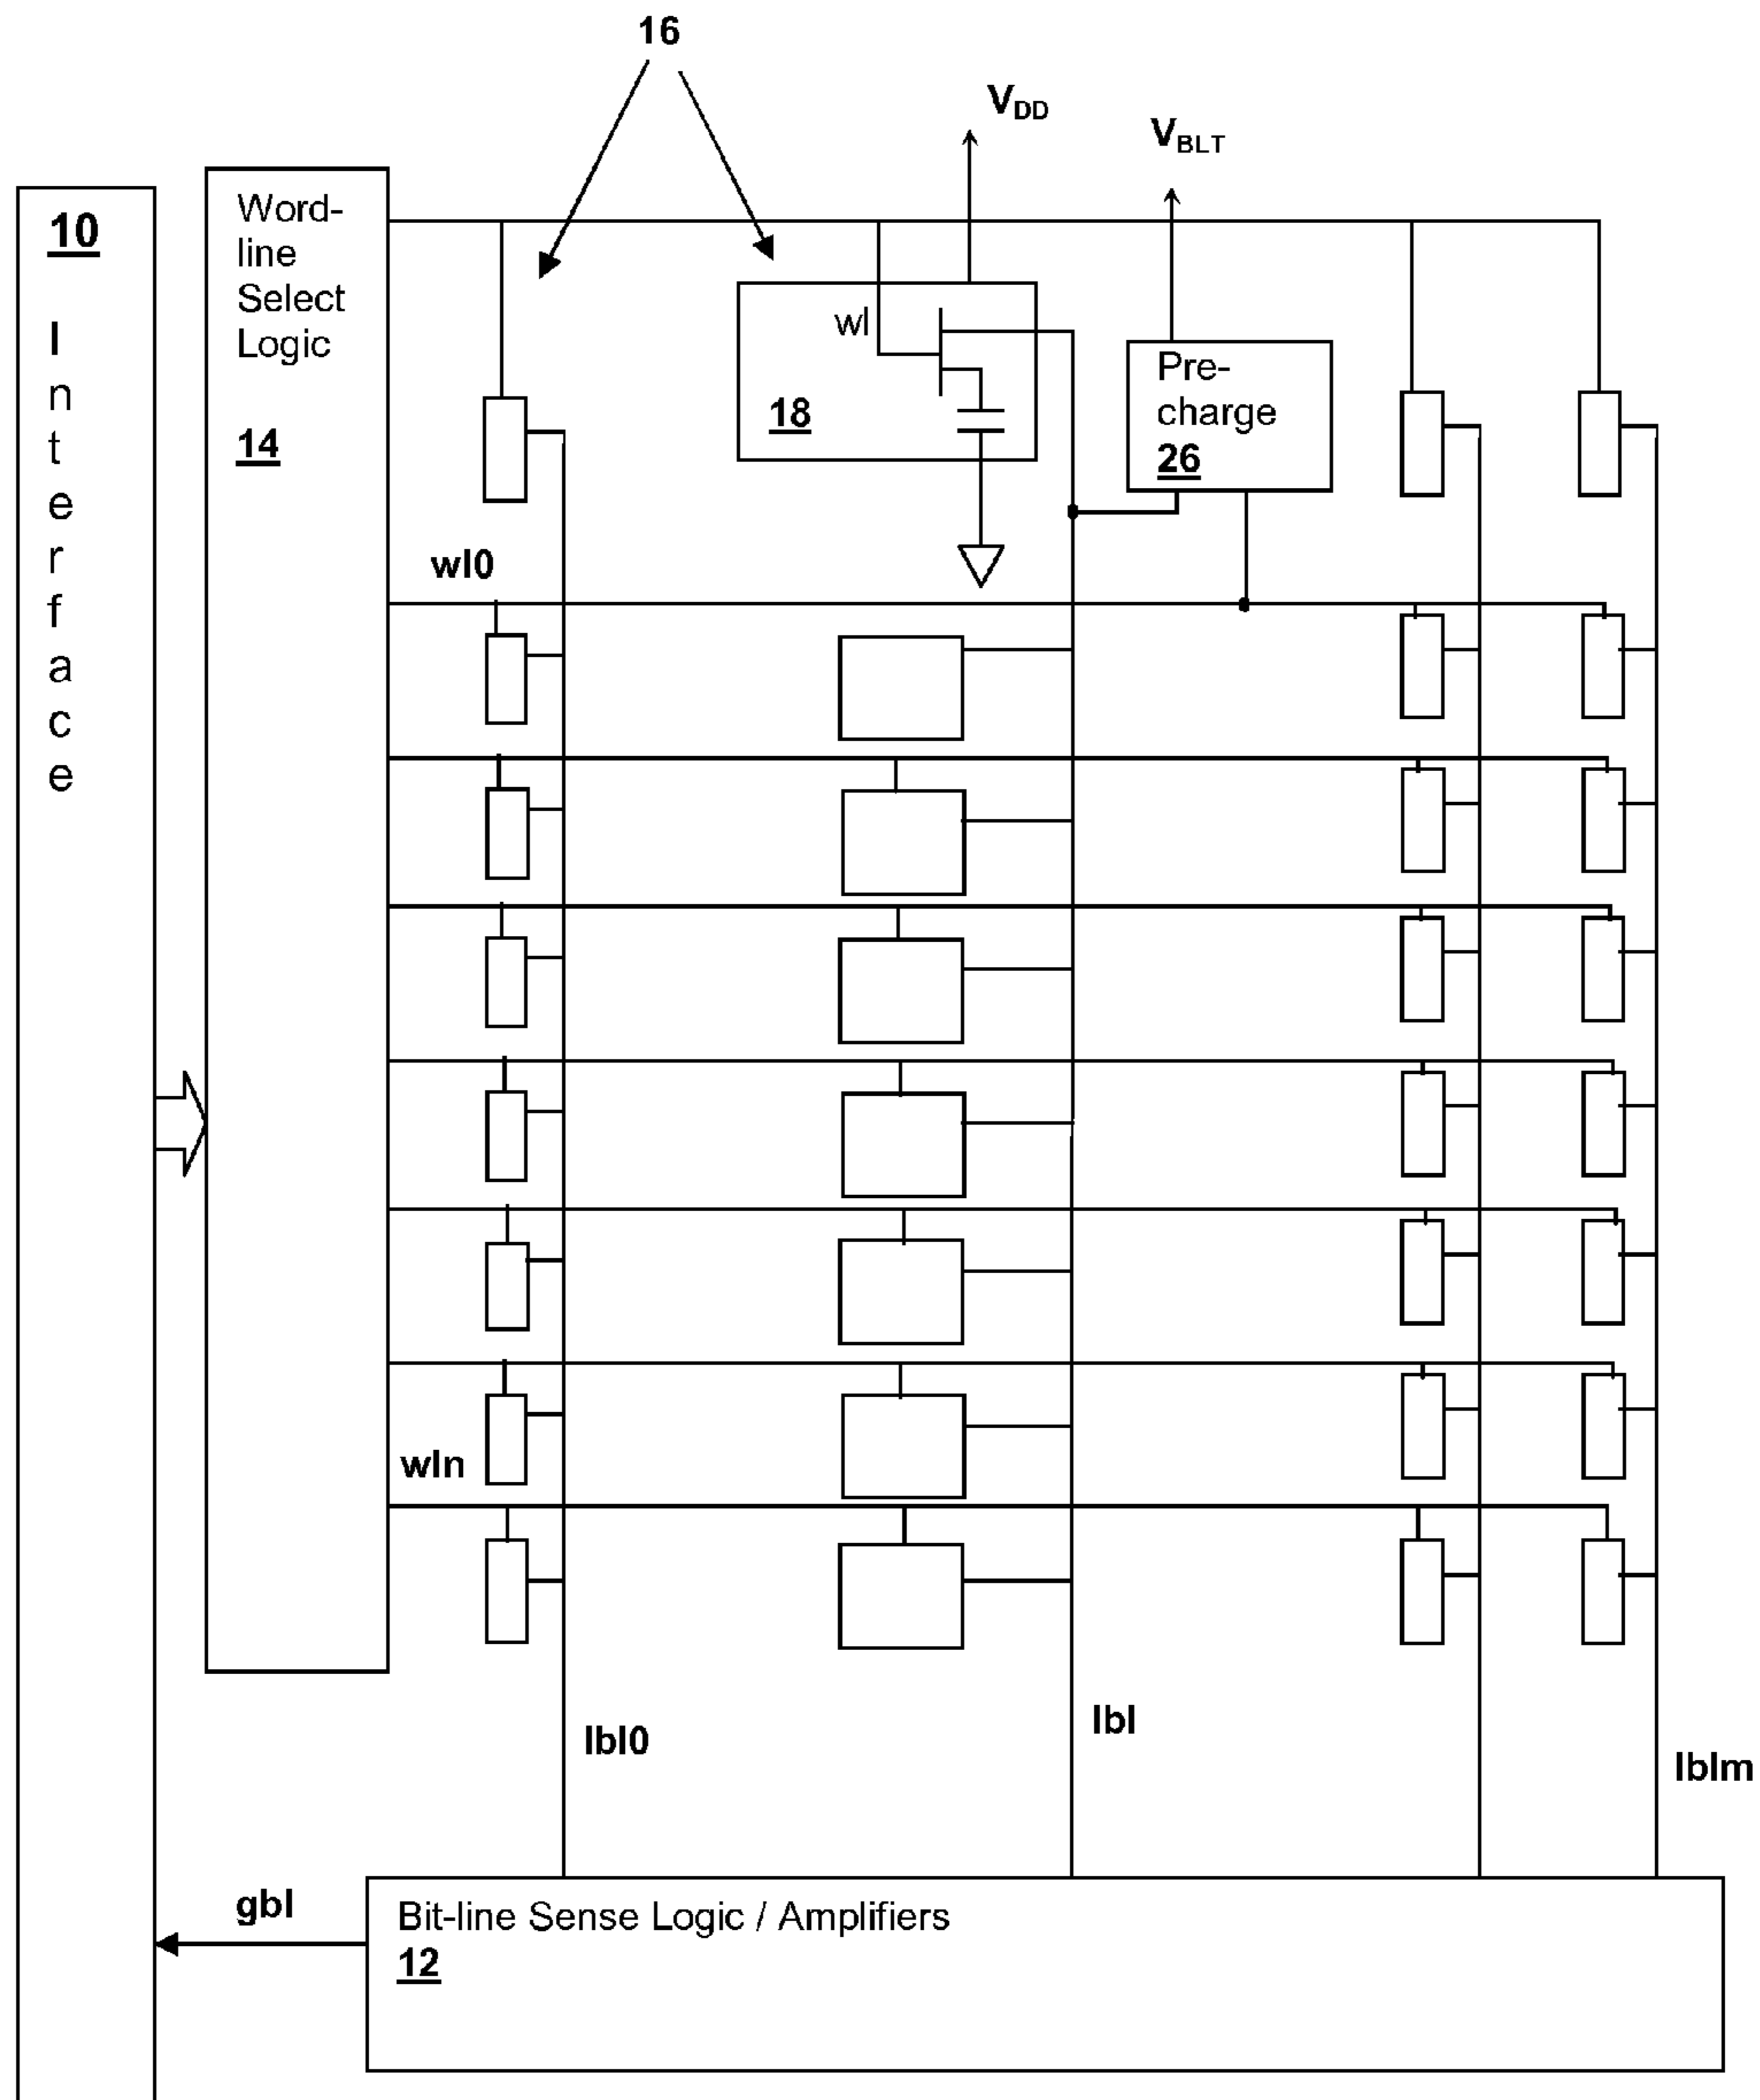 16
VDD
VBLT
10
Interface
Word-
line
Select
Logic
14
wl
18
Pre-
charge
26
wl0
wln
lbl0
lbl
lblm
gbl
Bit-line Sense Logic / Amplifiers
12